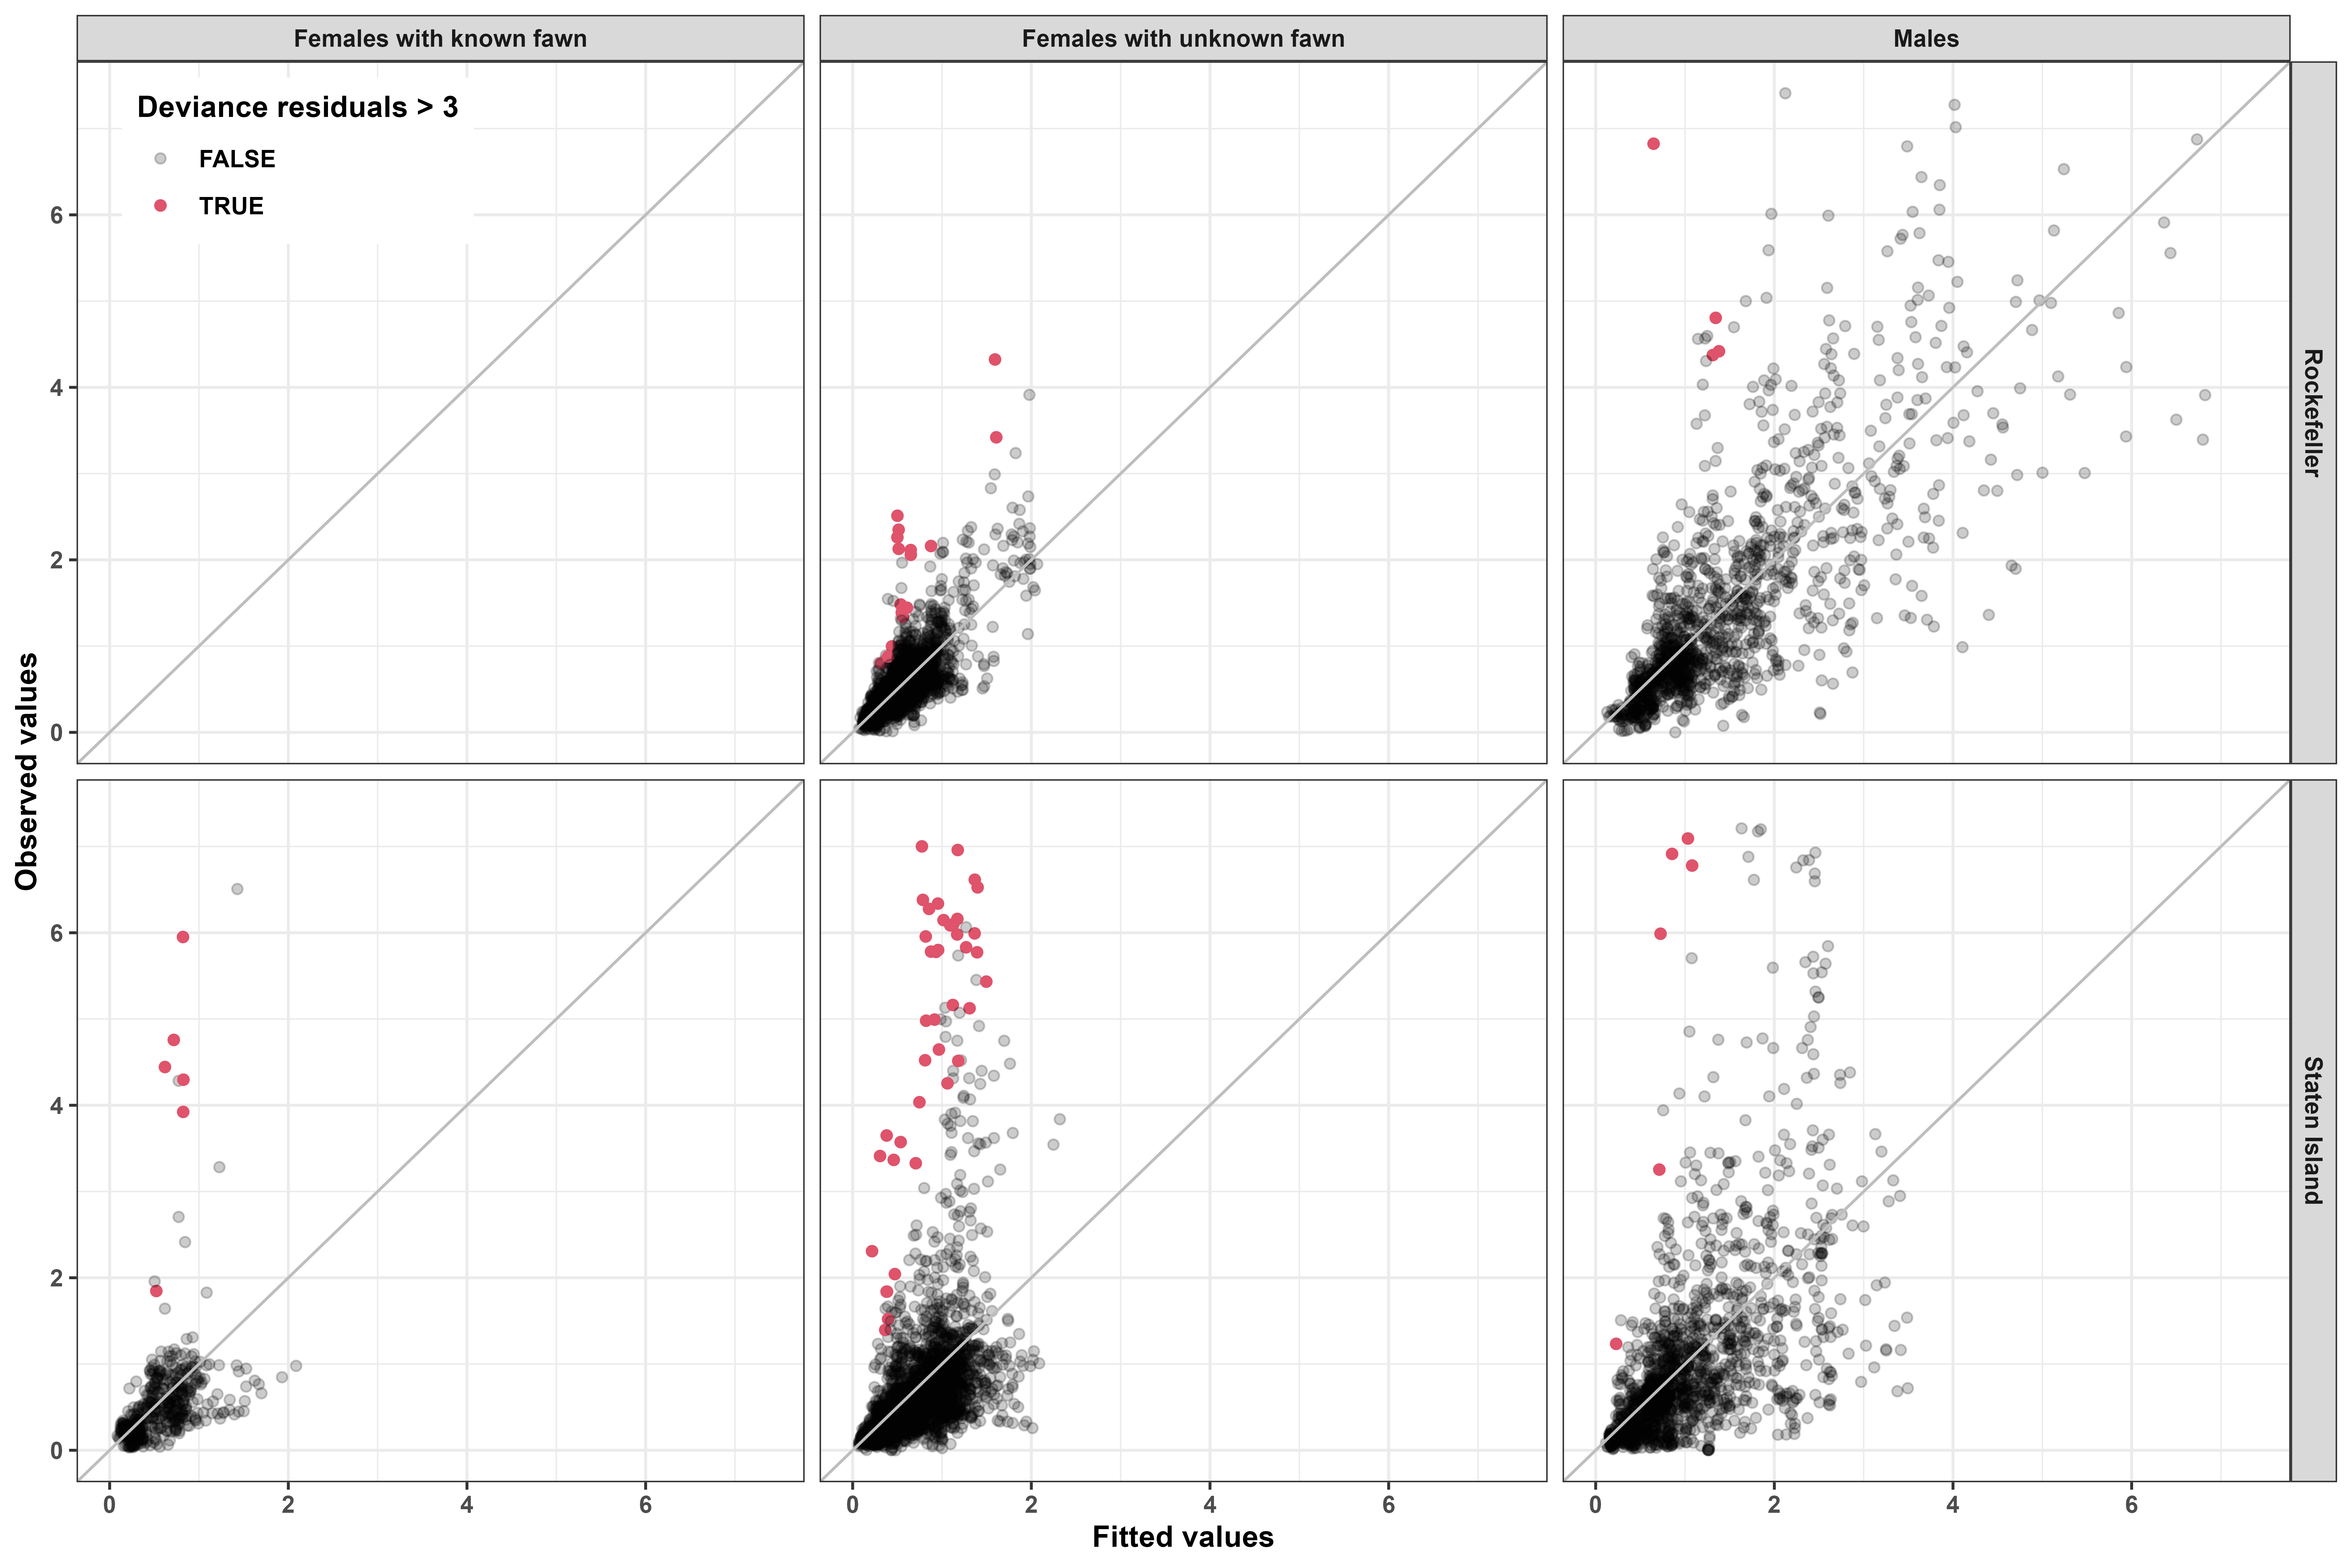 Females with known fawn
Females with unknown fawn
Males
Deviance residuals > 3
FALSE
TRUE
Rockefeller
Staten Island
Observed values
6
4
2
0
6
4
2
0
0 2 4 6
0 2 4 6
0 2 4 6
Fitted values